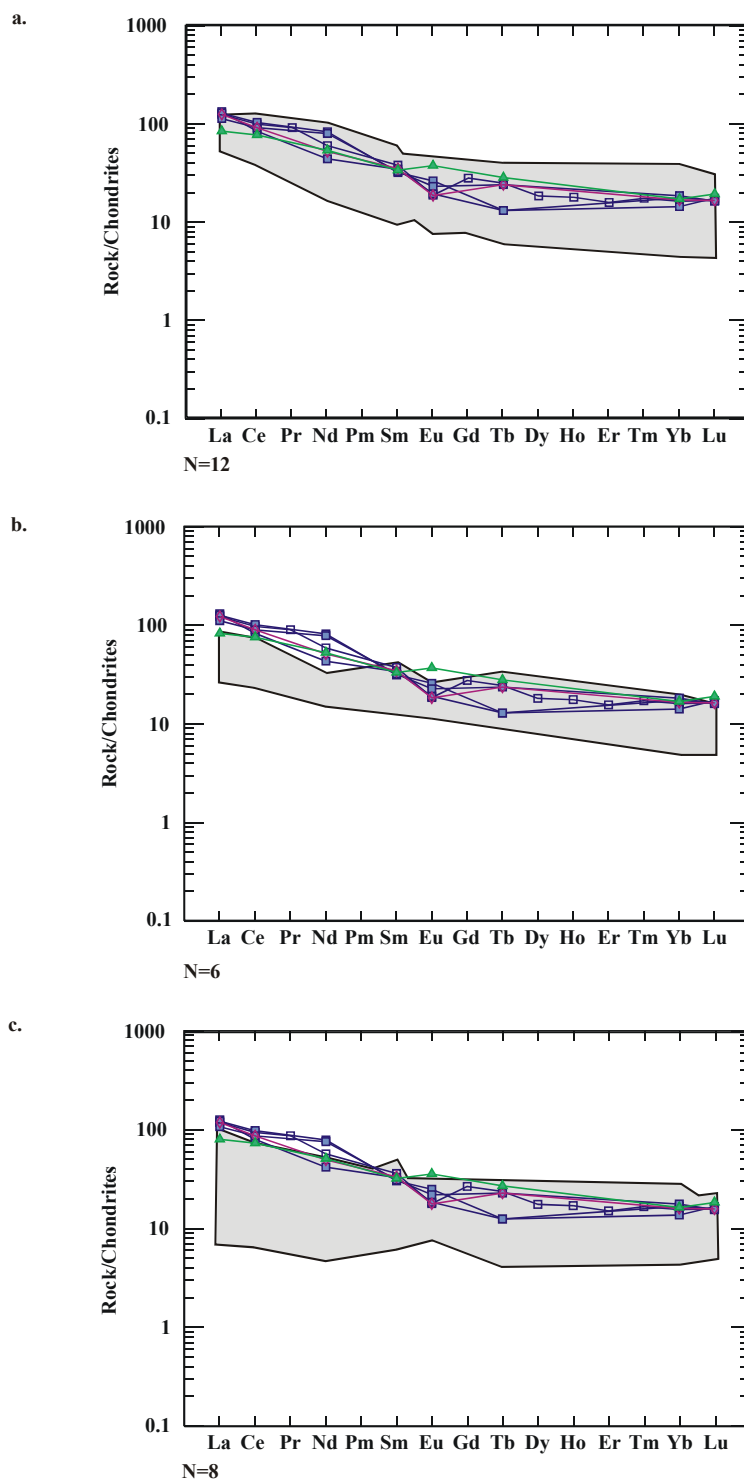 a.
1000
100
10
1
0.1
Rock/Chondrites
La Ce Pr Nd Pm Sm Eu Gd Tb Dy Ho Er Tm Yb Lu
N=12
b.
1000
100
10
1
0.1
Rock/Chondrites
La Ce Pr Nd Pm Sm Eu Gd Tb Dy Ho Er Tm Yb Lu
N=6
c.
1000
100
10
1
0.1
Rock/Chondrites
La Ce Pr Nd Pm Sm Eu Gd Tb Dy Ho Er Tm Yb Lu
N=8